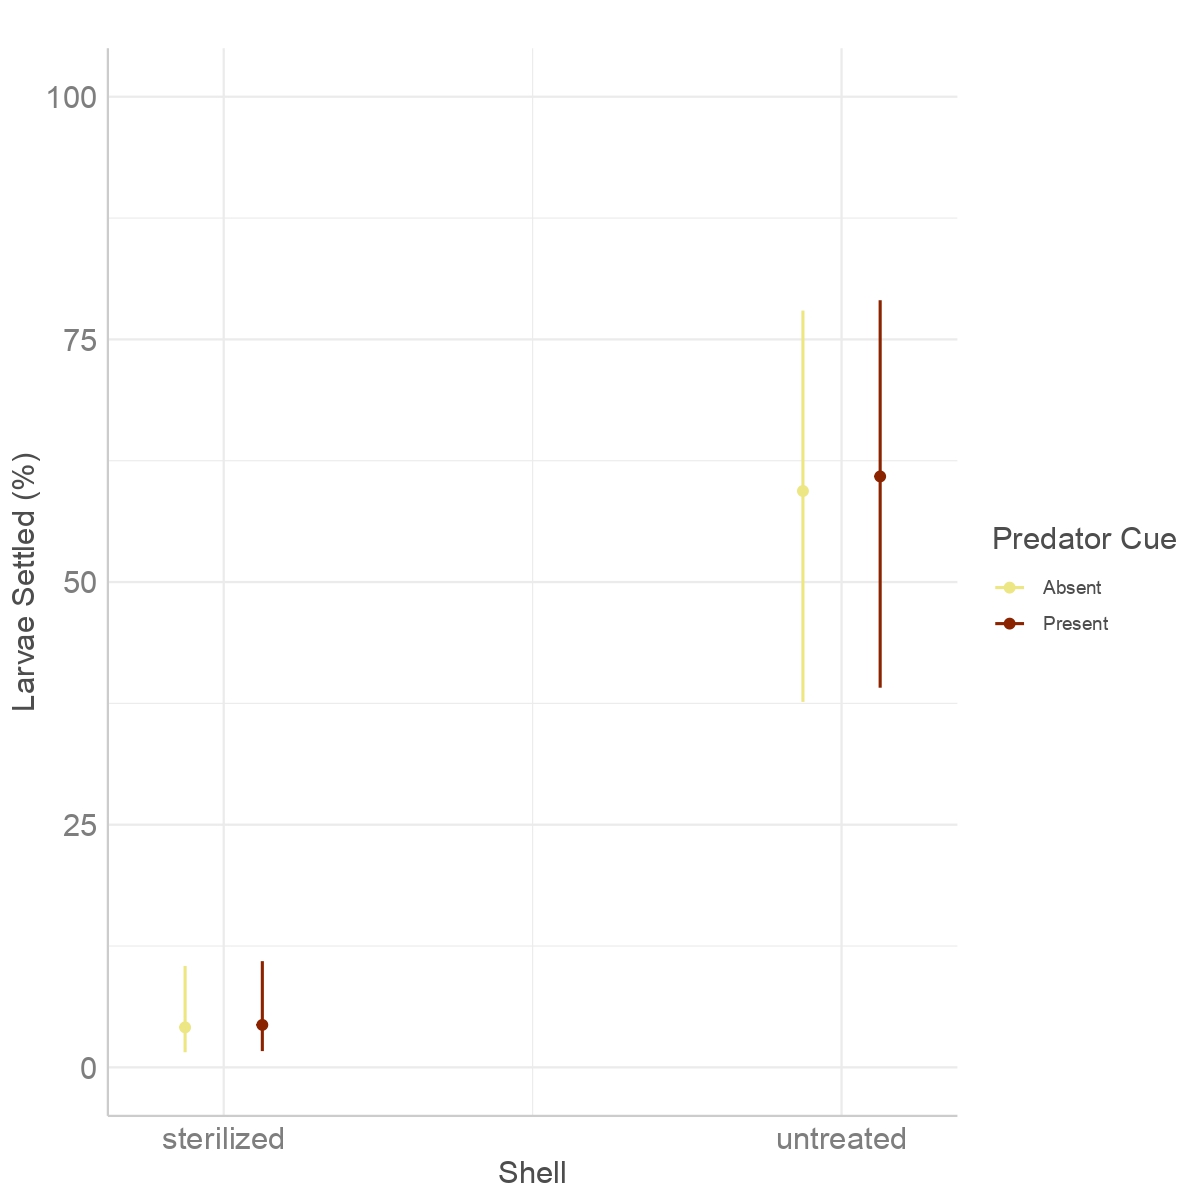 100
75
50
25
0
Larvae Settled (%)
sterilized
untreated
Shell
Predator Cue
Absent
Present